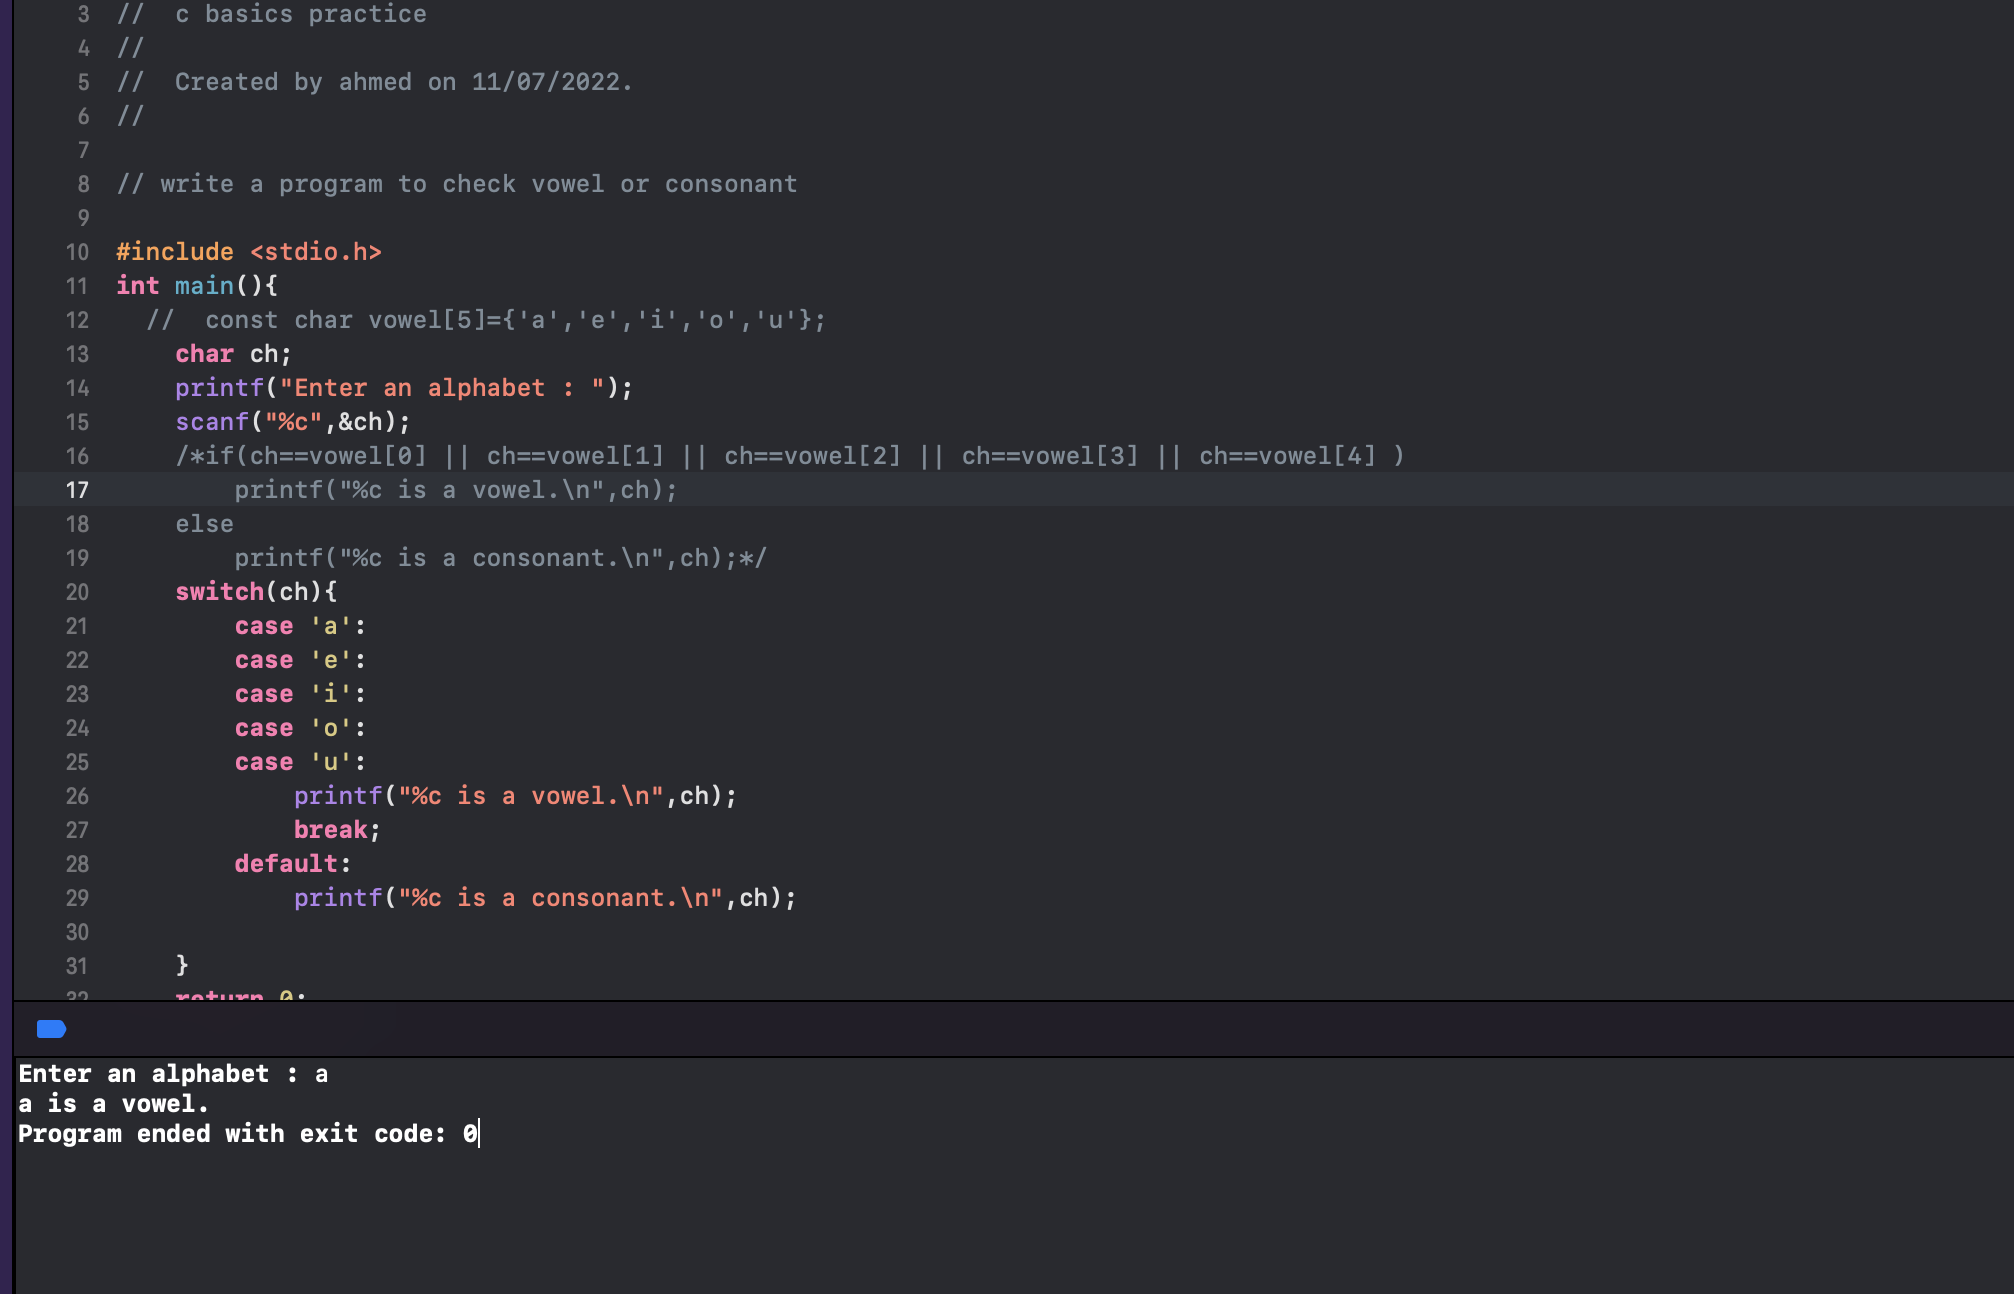 3 //  c basics practice
4 //
5 //  Created by ahmed on 11/07/2022.
6 //
7
8 // write a program to check vowel or consonant
9
10 #include <stdio.h>
11 int main(){
12   //  const char vowel[5]={'a','e','i','o','u'};
13     char ch;
14     printf("Enter an alphabet : ");
15     scanf("%c",&ch);
16     /*if(ch==vowel[0] || ch==vowel[1] || ch==vowel[2] || ch==vowel[3] || ch==vowel[4] )
17         printf("%c is a vowel.\n",ch);
18     else
19         printf("%c is a consonant.\n",ch);*/
20     switch(ch){
21         case 'a':
22         case 'e':
23         case 'i':
24         case 'o':
25         case 'u':
26             printf("%c is a vowel.\n",ch);
27             break;
28         default:
29             printf("%c is a consonant.\n",ch);
30
31     }
32     return 0;
Enter an alphabet : a
a is a vowel.
Program ended with exit code: 0